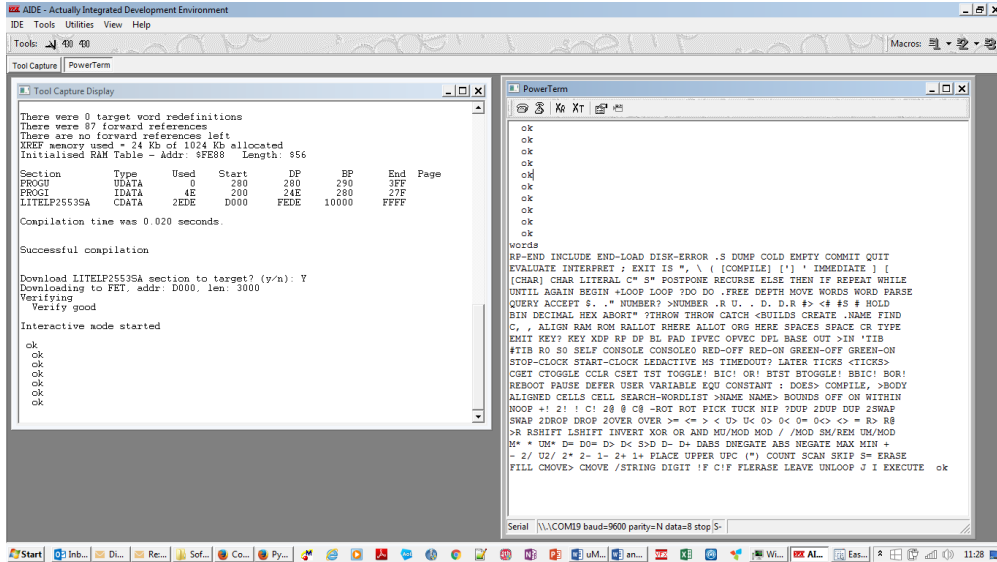 AIDE - Actually Integrated Development Environment
IDE Tools Utilities View Help
Tools: 430 430
Macros: 1 2 3
Tool Capture PowerTerm
Tool Capture Display
There were 0 target word redefinitions
There were 87 forward references
There are no forward references left
XREF memory used = 24 Kb of 1024 Kb allocated
Initialised RAM Table - Addr: $FE88 Length: $56
Section Type Used Start DP BP End Page
PROGU UDATA 0 280 280 290 3FF
PROGI IDATA 4E 200 24E 280 27F
LITELP2553SA CDATA 2EDE D000 FEDE 10000 FFFF
Compilation time was 0.020 seconds.
Successful compilation
Download LITELP2553SA section to target? (y/n): Y
Downloading to FET, addr: D000, len: 3000
Verifying
Verify good
Interactive mode started
ok
ok
ok
ok
ok
ok
ok
PowerTerm
XR XT
ok
ok
ok
ok
ok
ok
ok
ok
ok
words
RP-END INCLUDE END-LOAD DISK-ERROR .S DUMP COLD EMPTY COMMIT QUIT
EVALUATE INTERPRET ; EXIT IS ", \ ( [COMPILE] ['] ' IMMEDIATE ] [
[CHAR] CHAR LITERAL C" S" POSTPONE RECURSE ELSE THEN IF REPEAT WHILE
UNTIL AGAIN BEGIN +LOOP LOOP ?DO DO .FREE DEPTH MOVE WORDS WORD PARSE
QUERY ACCEPT $. ." NUMBER? >NUMBER .R U. . D. D.R #> <# #S # HOLD
BIN DECIMAL HEX ABORT" ?THROW THROW CATCH <BUILDS CREATE .NAME FIND
C, , ALIGN RAM ROM RALLOT RHERE ALLOT ORG HERE SPACES SPACE CR TYPE
EMIT KEY? KEY XDP RP DP BL PAD IPVEC OPVEC DPL BASE OUT >IN 'TIB
#TIB R0 S0 SELF CONSOLE CONSOLE0 RED-OFF RED-ON GREEN-OFF GREEN-ON
STOP-CLOCK START-CLOCK LEDACTIVE MS TIMEDOUT? LATER TICKS <TICKS>
CGET CTOGGLE CCLR CSET TST TOGGLE! BIC! OR! BTST BTOGGLE! BBIC! BOR!
REBOOT PAUSE DEFER USER VARIABLE EQU CONSTANT : DOES> COMPILE, >BODY
ALIGNED CELLS CELL SEARCH-WORDLIST >NAME NAME> BOUNDS OFF ON WITHIN
NOOP +! 2! ! C! 2@ @ C@ -ROT ROT PICK TUCK NIP ?DUP 2DUP DUP 2SWAP
SWAP 2DROP DROP 2OVER OVER >= <= > < U> U< 0> 0< 0= 0<> <> = R> R@
>R RSHIFT LSHIFT INVERT XOR OR AND MU/MOD MOD / /MOD SM/REM UM/MOD
M* * UM* D= D0= D> D< S>D D- D+ DABS DNEGATE ABS NEGATE MAX MIN +
- 2/ U2/ 2* 2- 1- 2+ 1+ PLACE UPPER UPC (") COUNT SCAN SKIP S= ERASE
FILL CMOVE> CMOVE /STRING DIGIT !F C!F FLERASE LEAVE UNLOOP J I EXECUTE ok
Serial \\.\COM19 baud=9600 parity=N data=8 stop S-
Start Inb... Di... Re:... Sof... Co... Py... uM... an... Wi... AI... Eas... 11:28